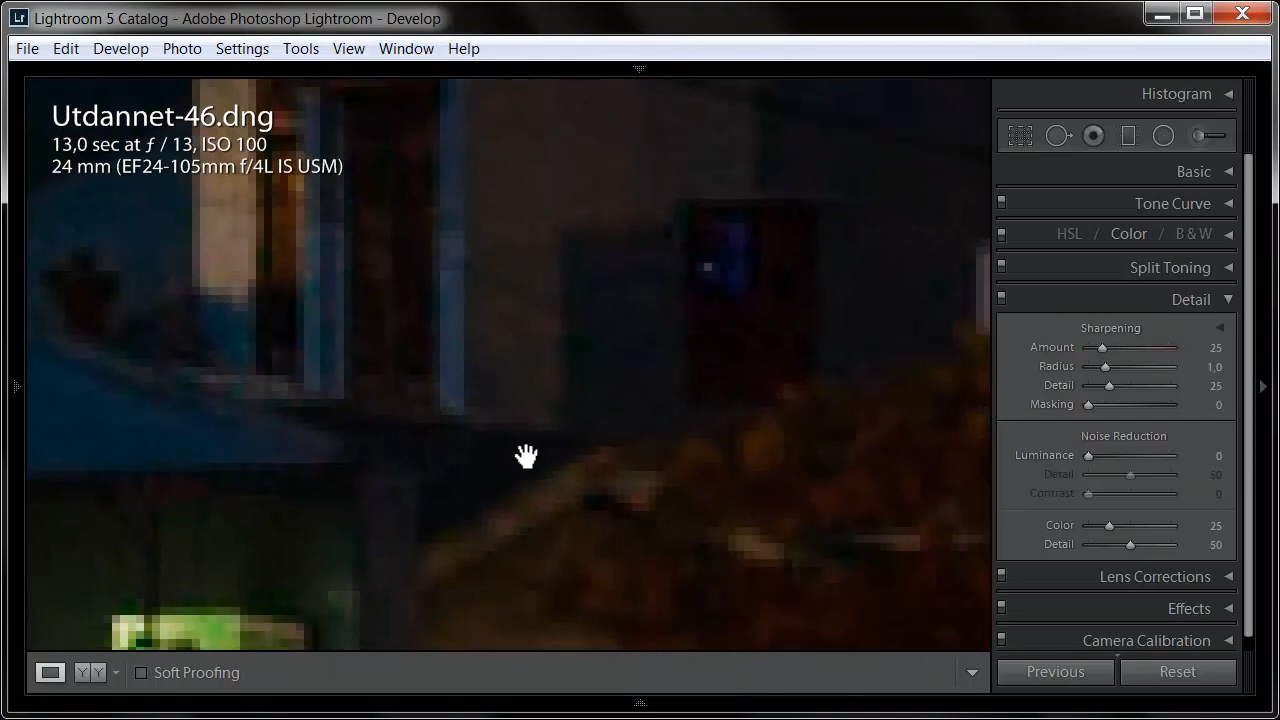 Lr Lightroom 5 Catalog - Adobe Photoshop Lightroom - Develop
File Edit Develop Photo Settings Tools View Window Help
Utdannet-46.dng
13,0 sec at ƒ / 13, ISO 100
24 mm (EF24-105mm f/4L IS USM)
Histogram
Basic
Tone Curve
HSL / Color / B & W
Split Toning
Detail
Sharpening
Amount 25
Radius 1,0
Detail 25
Masking 0
Noise Reduction
Luminance 0
Detail 50
Contrast 0
Color 25
Detail 50
Lens Corrections
Effects
Camera Calibration
Y Y Soft Proofing
Previous Reset